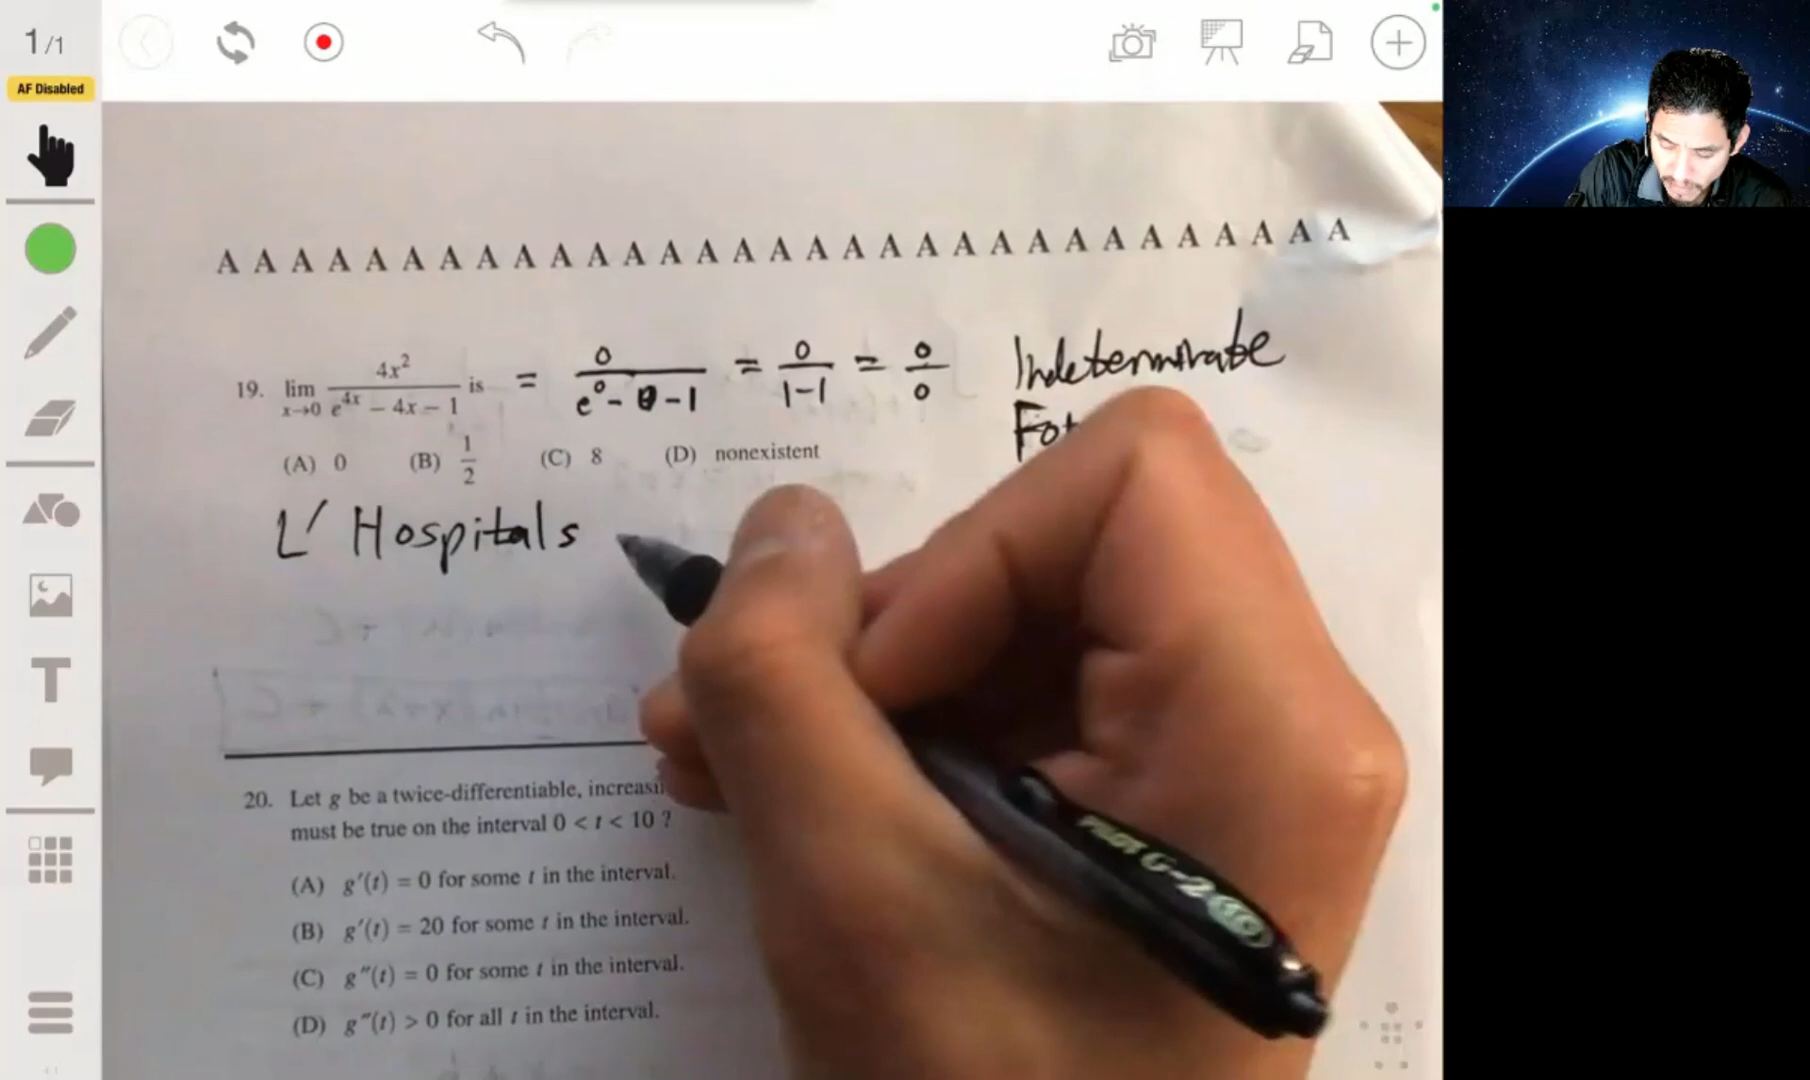 1/1
AF Disabled
A A A A A A A A A A A A A A A A A A A A A A A A A A A A A A A
19. lim x→0 4x² / e^{4x} − 4x − 1 is = 0 / e⁰ - 0 - 1 = 0 / 1-1 = 0 / 0 Indeterminate
(A) 0 (B) 1/2 (C) 8 (D) nonexistent
L' Hospitals
20. Let g be a twice-differentiable,
must be true on the interval 0 < t < 10 ?
(A) g′(t) = 0 for some t in the interval.
(B) g′(t) = 20 for some t in the interval.
(C) g″(t) = 0 for some t in the interval.
(D) g″(t) > 0 for all t in the interval.
PILOT G-2 10
T